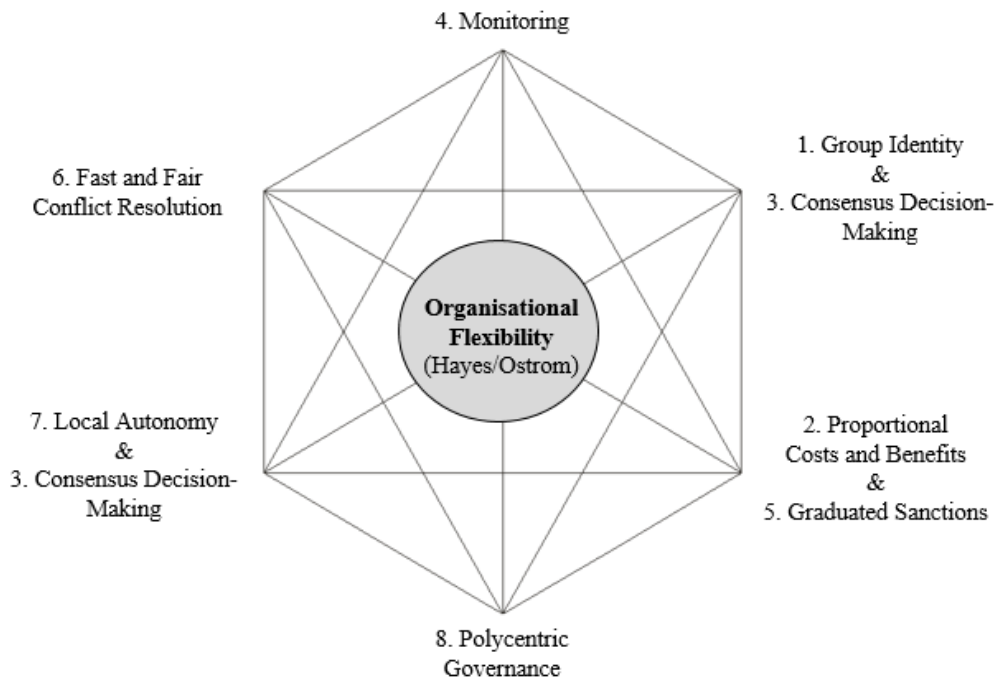 4. Monitoring
6. Fast and Fair
Conflict Resolution
1. Group Identity
&
3. Consensus Decision-
Making
Organisational
Flexibility
(Hayes/Ostrom)
7. Local Autonomy
&
3. Consensus Decision-
Making
2. Proportional
Costs and Benefits
&
5. Graduated Sanctions
8. Polycentric
Governance